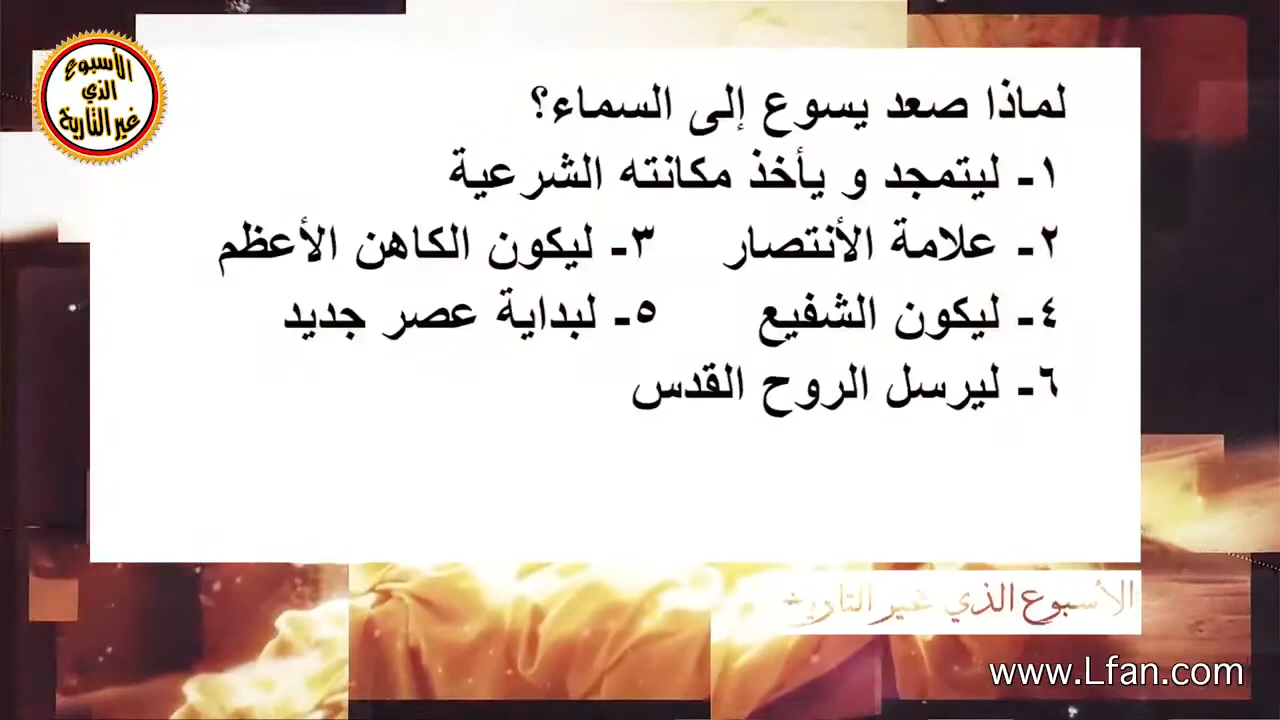 الأسبوع
الذي
غير التاريخ
لماذا صعد يسوع إلى السماء؟
١- ليتمجد و يأخذ مكانته الشرعية
٢- علامة الأنتصار ٣- ليكون الكاهن الأعظم
٤- ليكون الشفيع ٥- لبداية عصر جديد
٦- ليرسل الروح القدس
الأسبوع الذي غير التاريخ
www.Lfan.com